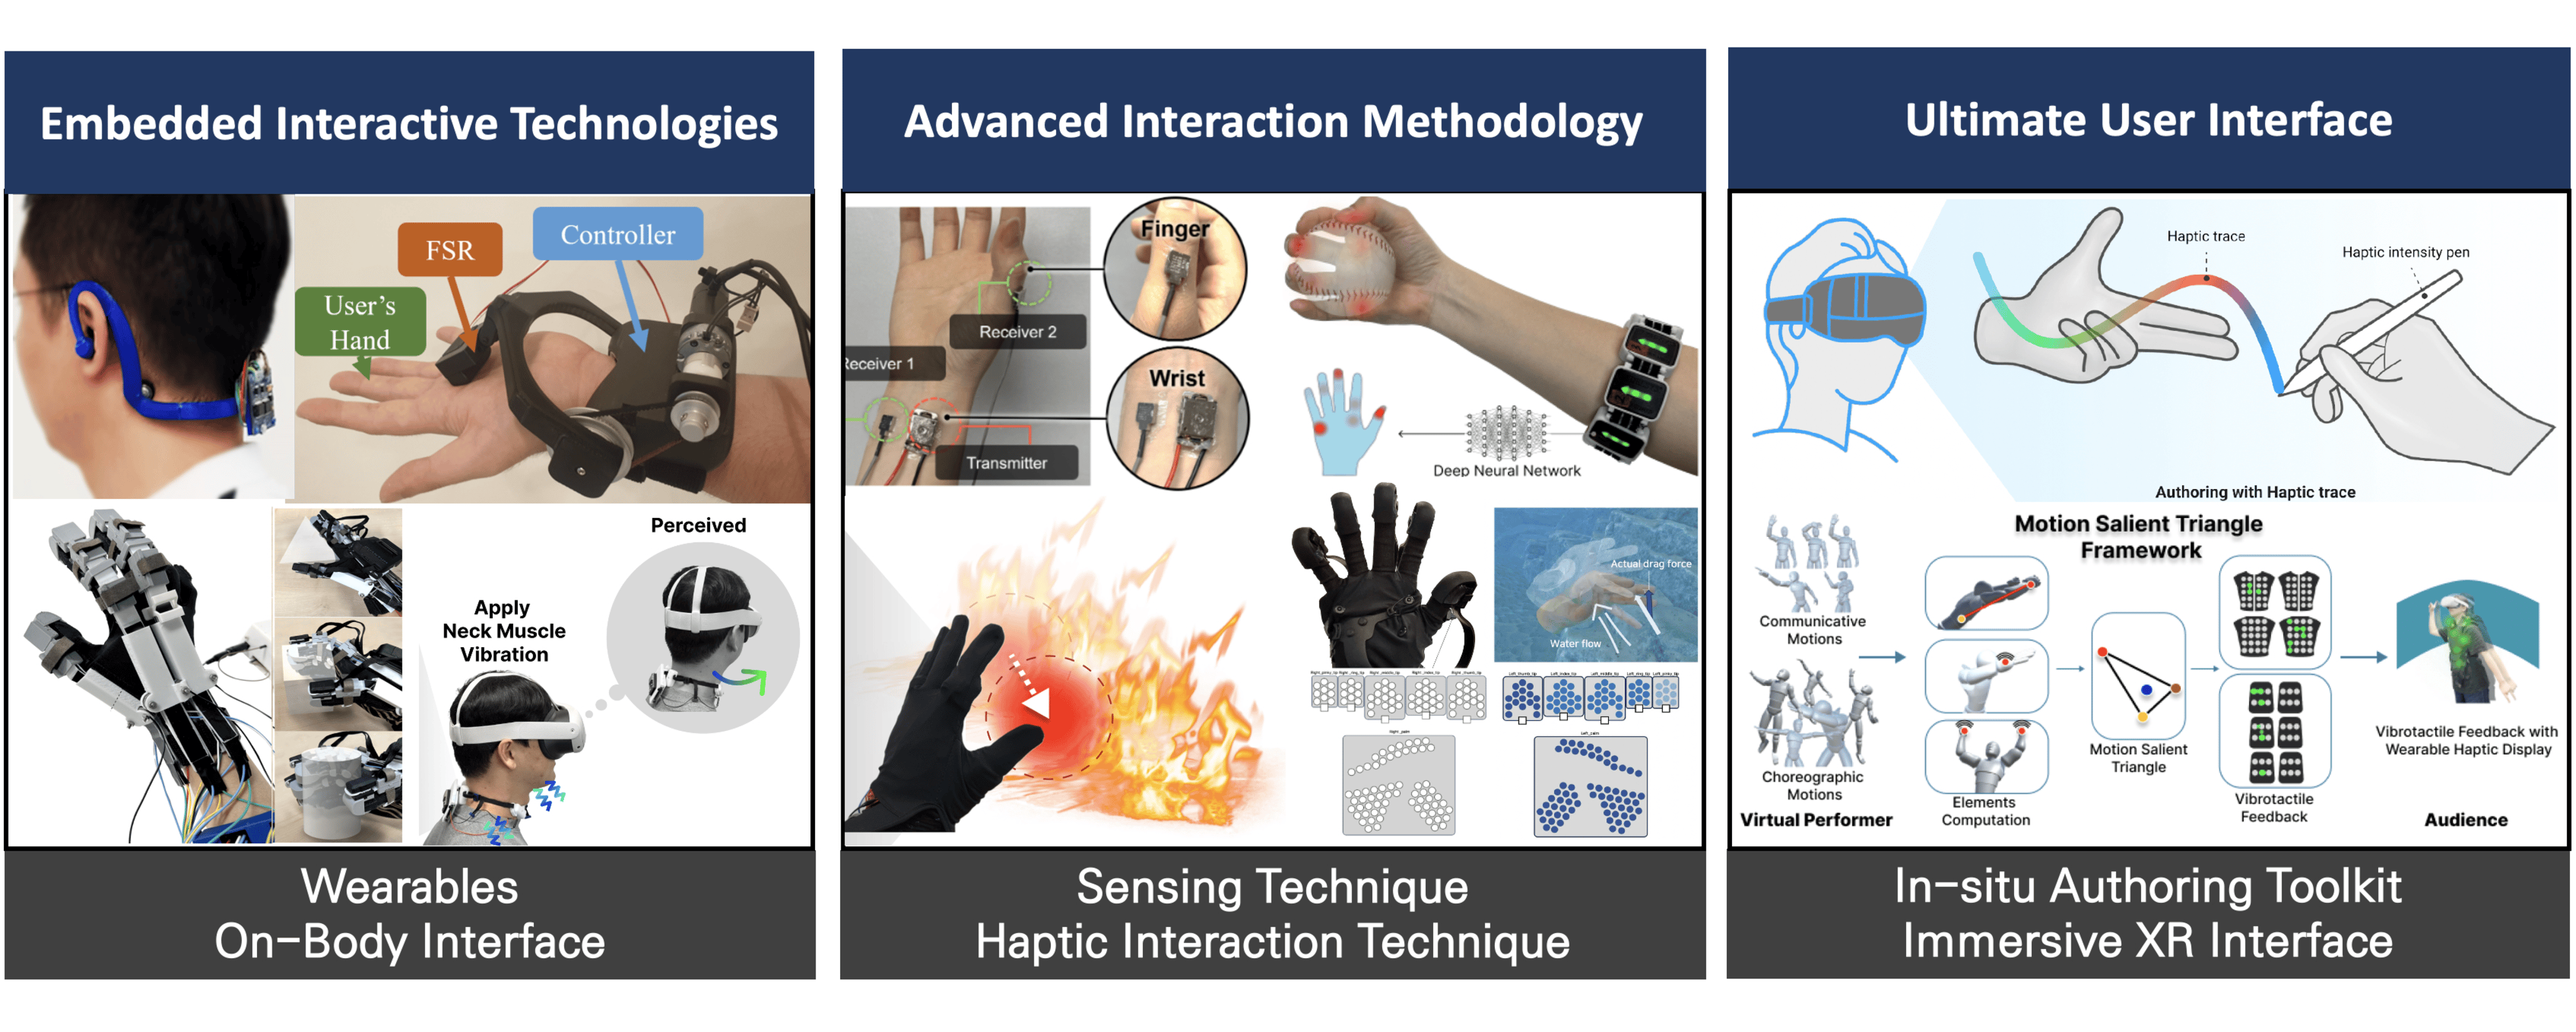 Embedded Interactive Technologies
FSR
Controller
User's
Hand
Perceived
Apply
Neck Muscle
Vibration
Wearables
On-Body Interface
Advanced Interaction Methodology
Finger
Receiver 2
Receiver 1
Wrist
Transmitter
Deep Neural Network
Actual drag force
Water flow
Sensing Technique
Haptic Interaction Technique
Ultimate User Interface
Haptic trace
Haptic intensity pen
Authoring with Haptic trace
Motion Salient Triangle
Framework
Communicative
Motions
Choreographic
Motions
Virtual Performer
Elements
Computation
Motion Salient
Triangle
Vibrotactile
Feedback
Vibrotactile Feedback with
Wearable Haptic Display
Audience
In-situ Authoring Toolkit
Immersive XR Interface